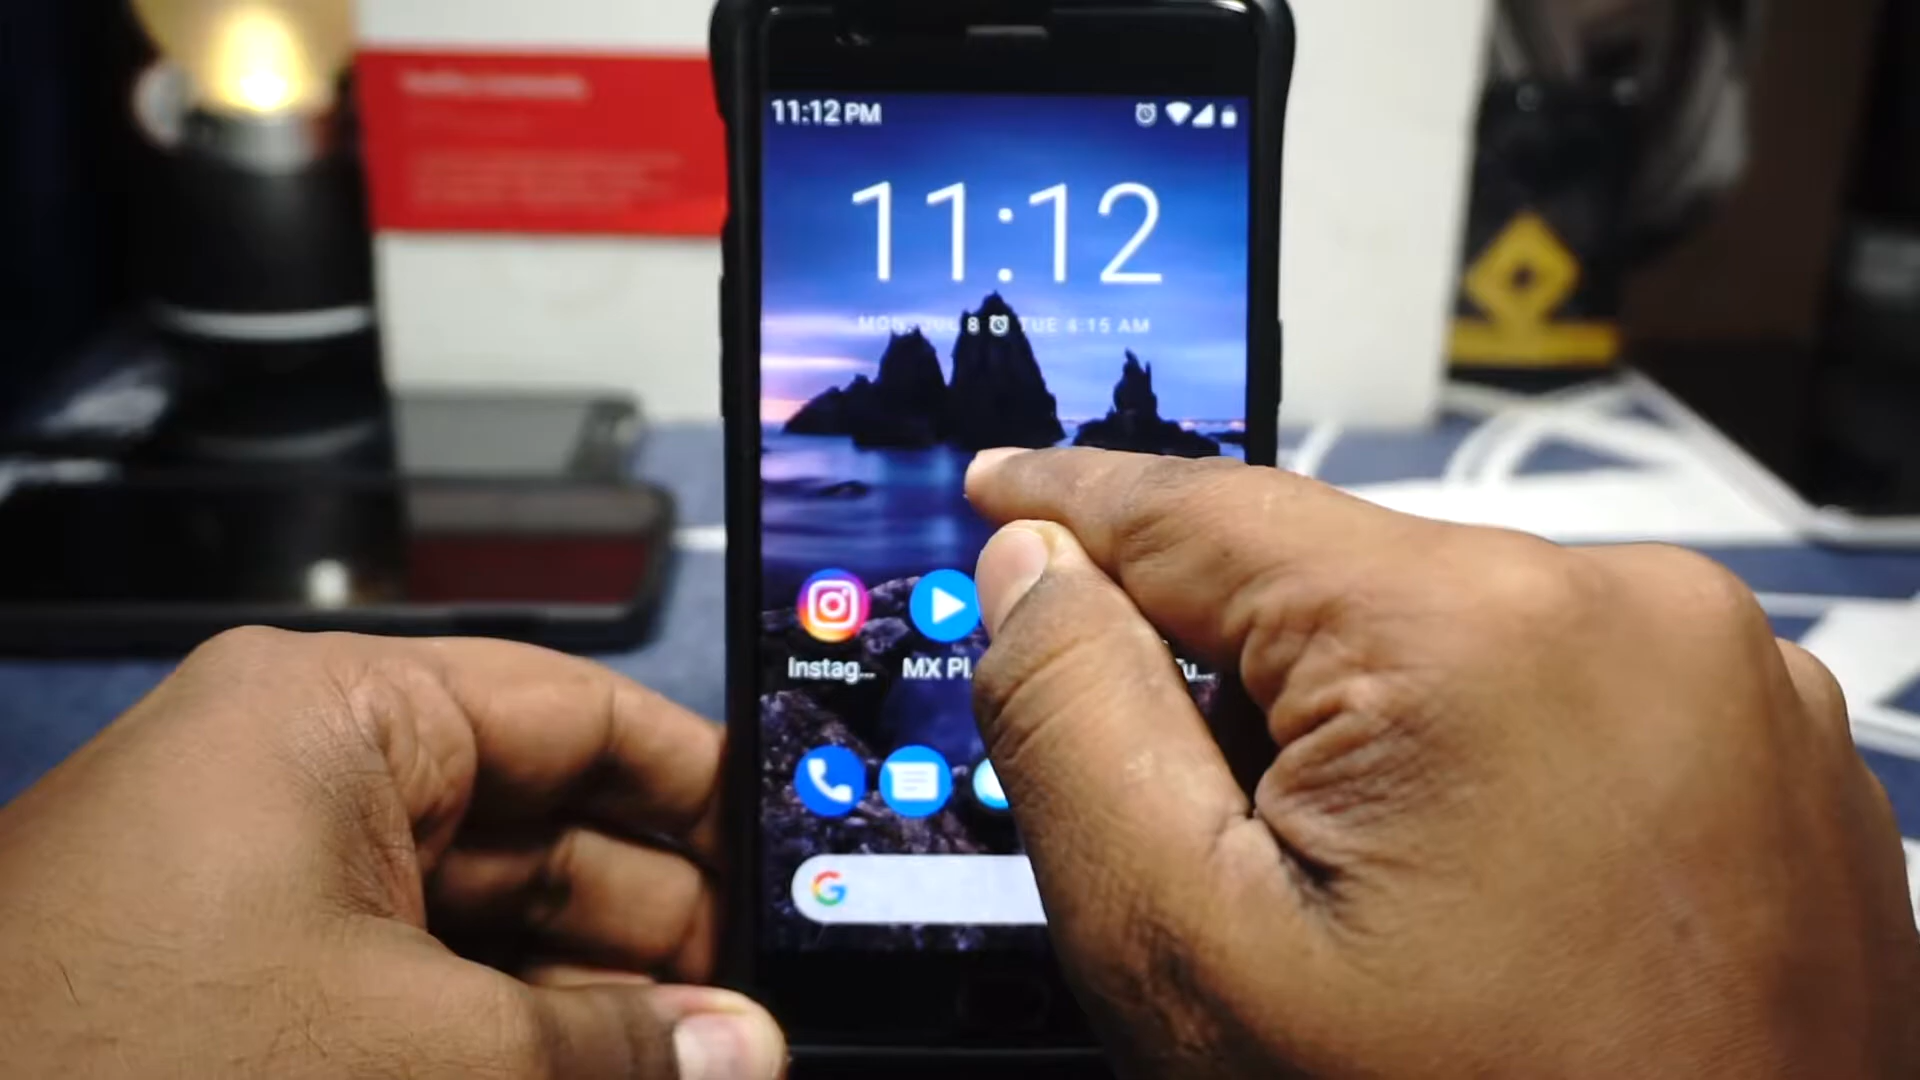 11:12 PM
11:12
MON, JUL 8 TUE 4:15 AM
Instag...
MX Pl...
u...
G